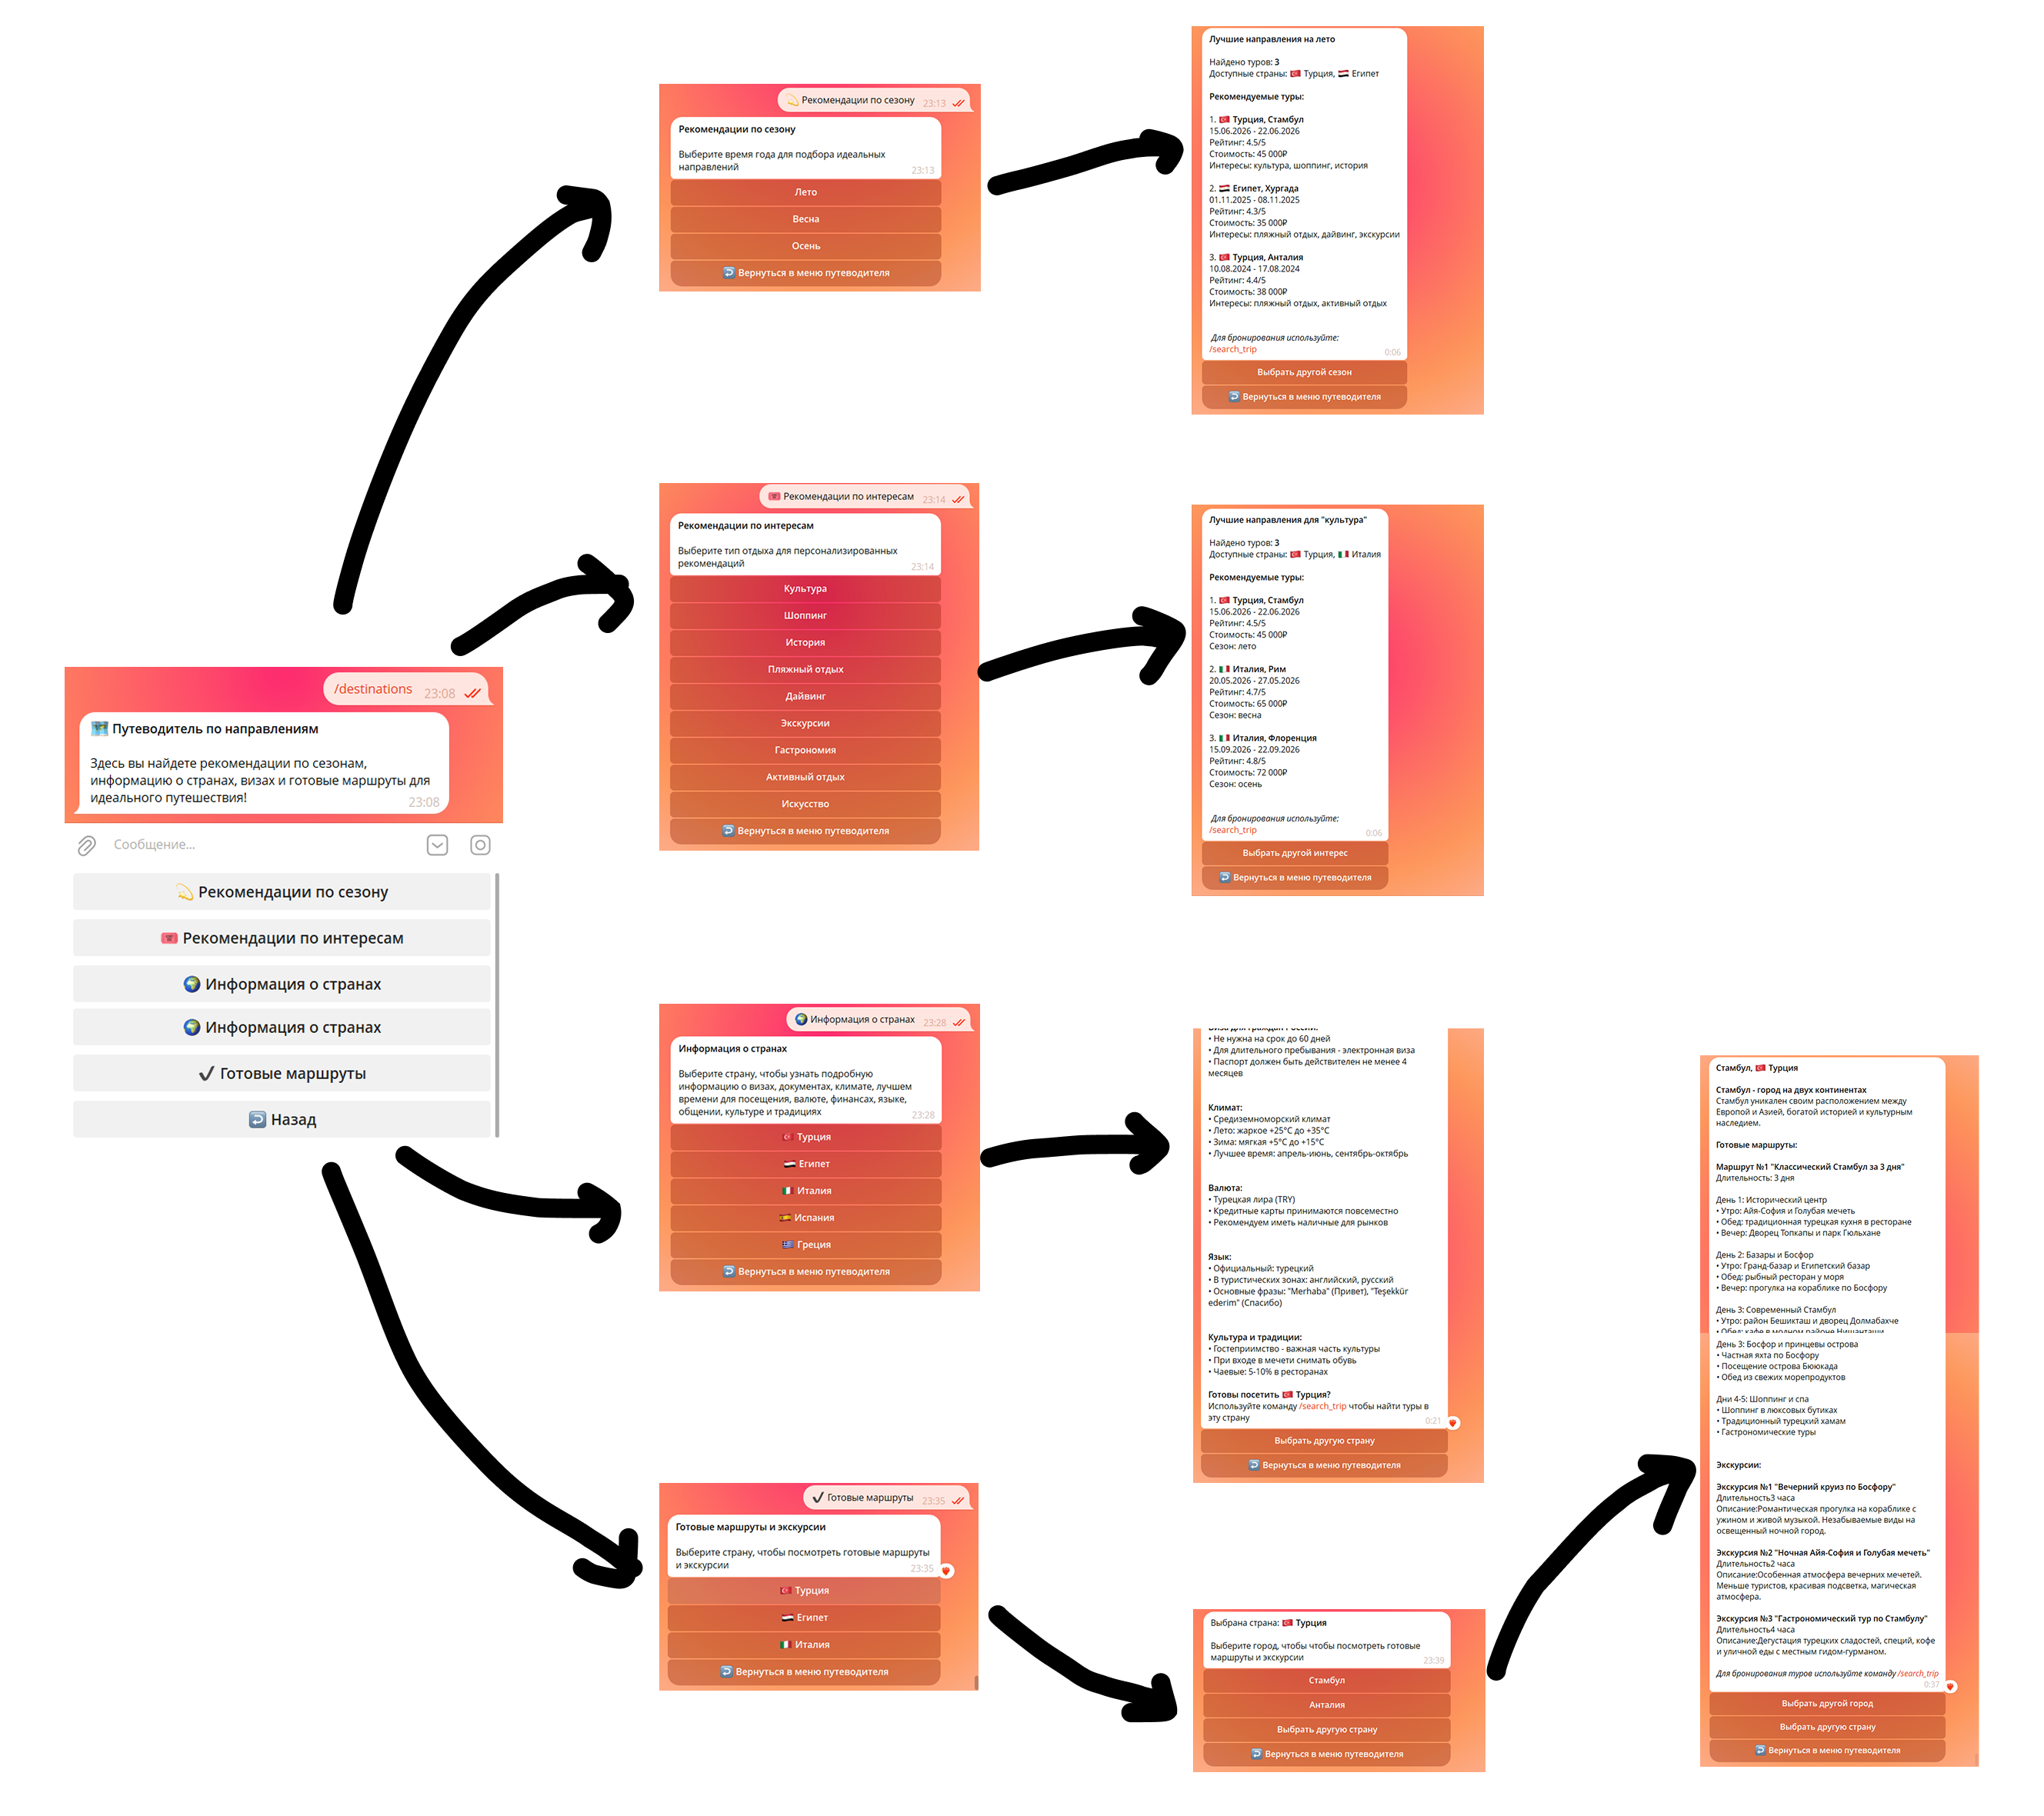 /destinations 23:08
Путеводитель по направлениям
Здесь вы найдете рекомендации по сезонам,
информацию о странах, визах и готовые маршруты для
идеального путешествия!
23:08
Сообщение...
Рекомендации по сезону
Рекомендации по интересам
Информация о странах
Информация о странах
Готовые маршруты
Назад
Рекомендации по сезону 23:13
Рекомендации по сезону
Выберите время года для подбора идеальных
направлений
23:13
Лето
Весна
Осень
Вернуться в меню путеводителя
Лучшие направления на лето
Найдено туров: 3
Доступные страны: Турция, Египет
Рекомендуемые туры:
1. Турция, Стамбул
15.06.2026 - 22.06.2026
Рейтинг: 4.5/5
Стоимость: 45 000₽
Интересы: культура, шоппинг, история
2. Египет, Хургада
01.11.2025 - 08.11.2025
Рейтинг: 4.3/5
Стоимость: 35 000₽
Интересы: пляжный отдых, дайвинг, экскурсии
3. Турция, Анталия
10.08.2024 - 17.08.2024
Рейтинг: 4.4/5
Стоимость: 38 000₽
Интересы: пляжный отдых, активный отдых
Для бронирования используйте:
/search_trip
0:06
Выбрать другой сезон
Вернуться в меню путеводителя
Рекомендации по интересам 23:14
Рекомендации по интересам
Выберите тип отдыха для персонализированных
рекомендаций
23:14
Культура
Шоппинг
История
Пляжный отдых
Дайвинг
Экскурсии
Гастрономия
Активный отдых
Искусство
Вернуться в меню путеводителя
Лучшие направления для "культура"
Найдено туров: 3
Доступные страны: Турция, Италия
Рекомендуемые туры:
1. Турция, Стамбул
15.06.2026 - 22.06.2026
Рейтинг: 4.5/5
Стоимость: 45 000₽
Сезон: лето
2. Италия, Рим
20.05.2026 - 27.05.2026
Рейтинг: 4.7/5
Стоимость: 65 000₽
Сезон: весна
3. Италия, Флоренция
15.09.2026 - 22.09.2026
Рейтинг: 4.8/5
Стоимость: 72 000₽
Сезон: осень
Для бронирования используйте:
/search_trip
0:06
Выбрать другой интерес
Вернуться в меню путеводителя
Информация о странах 23:28
Информация о странах
Выберите страну, чтобы узнать подробную
информацию о визах, документах, климате, лучшем
времени для посещения, валюте, финансах, языке,
общении, культуре и традициях
23:28
Турция
Египет
Италия
Испания
Греция
Вернуться в меню путеводителя
Виза для граждан России:
• Не нужна на срок до 60 дней
• Для длительного пребывания - электронная виза
• Паспорт должен быть действителен не менее 4
месяцев
Климат:
• Средиземноморский климат
• Лето: жаркое +25°C до +35°C
• Зима: мягкая +5°C до +15°C
• Лучшее время: апрель-июнь, сентябрь-октябрь
Валюта:
• Турецкая лира (TRY)
• Кредитные карты принимаются повсеместно
• Рекомендуем иметь наличные для рынков
Язык:
• Официальный: турецкий
• В туристических зонах: английский, русский
• Основные фразы: "Merhaba" (Привет), "Teşekkür
ederim" (Спасибо)
Культура и традиции:
• Гостеприимство - важная часть культуры
• При входе в мечети снимать обувь
• Чаевые: 5-10% в ресторанах
Готовы посетить Турция?
Используйте команду /search_trip чтобы найти туры в
эту страну
0:21
Выбрать другую страну
Вернуться в меню путеводителя
Готовые маршруты 23:35
Готовые маршруты и экскурсии
Выберите страну, чтобы посмотреть готовые маршруты
и экскурсии
23:35
Турция
Египет
Италия
Вернуться в меню путеводителя
Выбрана страна: Турция
Выберите город, чтобы чтобы посмотреть готовые
маршруты и экскурсии
23:39
Стамбул
Анталия
Выбрать другую страну
Вернуться в меню путеводителя
Стамбул, Турция
Стамбул - город на двух континентах
Стамбул уникален своим расположением между
Европой и Азией, богатой историей и культурным
наследием.
Готовые маршруты:
Маршрут №1 "Классический Стамбул за 3 дня"
Длительность: 3 дня
День 1: Исторический центр
• Утро: Айя-София и Голубая мечеть
• Обед: традиционная турецкая кухня в ресторане
• Вечер: Дворец Топкапы и парк Гюльхане
День 2: Базары и Босфор
• Утро: Гранд-базар и Египетский базар
• Обед: рыбный ресторан у моря
• Вечер: прогулка на кораблике по Босфору
День 3: Современный Стамбул
• Утро: район Бешикташ и дворец Долмабахче
• Обед: кафе в модном районе Нишанташи
День 3: Босфор и принцевы острова
• Частная яхта по Босфору
• Посещение острова Бююкада
• Обед из свежих морепродуктов
Дни 4-5: Шоппинг и спа
• Шоппинг в люксовых бутиках
• Традиционный турецкий хамам
• Гастрономические туры
Экскурсии:
Экскурсия №1 "Вечерний круиз по Босфору"
Длительность3 часа
Описание:Романтическая прогулка на кораблике с
ужином и живой музыкой. Незабываемые виды на
освещенный ночной город.
Экскурсия №2 "Ночная Айя-София и Голубая мечеть"
Длительность2 часа
Описание:Особенная атмосфера вечерних мечетей.
Меньше туристов, красивая подсветка, магическая
атмосфера.
Экскурсия №3 "Гастрономический тур по Стамбулу"
Длительность4 часа
Описание:Дегустация турецких сладостей, специй, кофе
и уличной еды с местным гидом-гурманом.
Для бронирования туров используйте команду /search_trip
0:37
Выбрать другой город
Выбрать другую страну
Вернуться в меню путеводителя